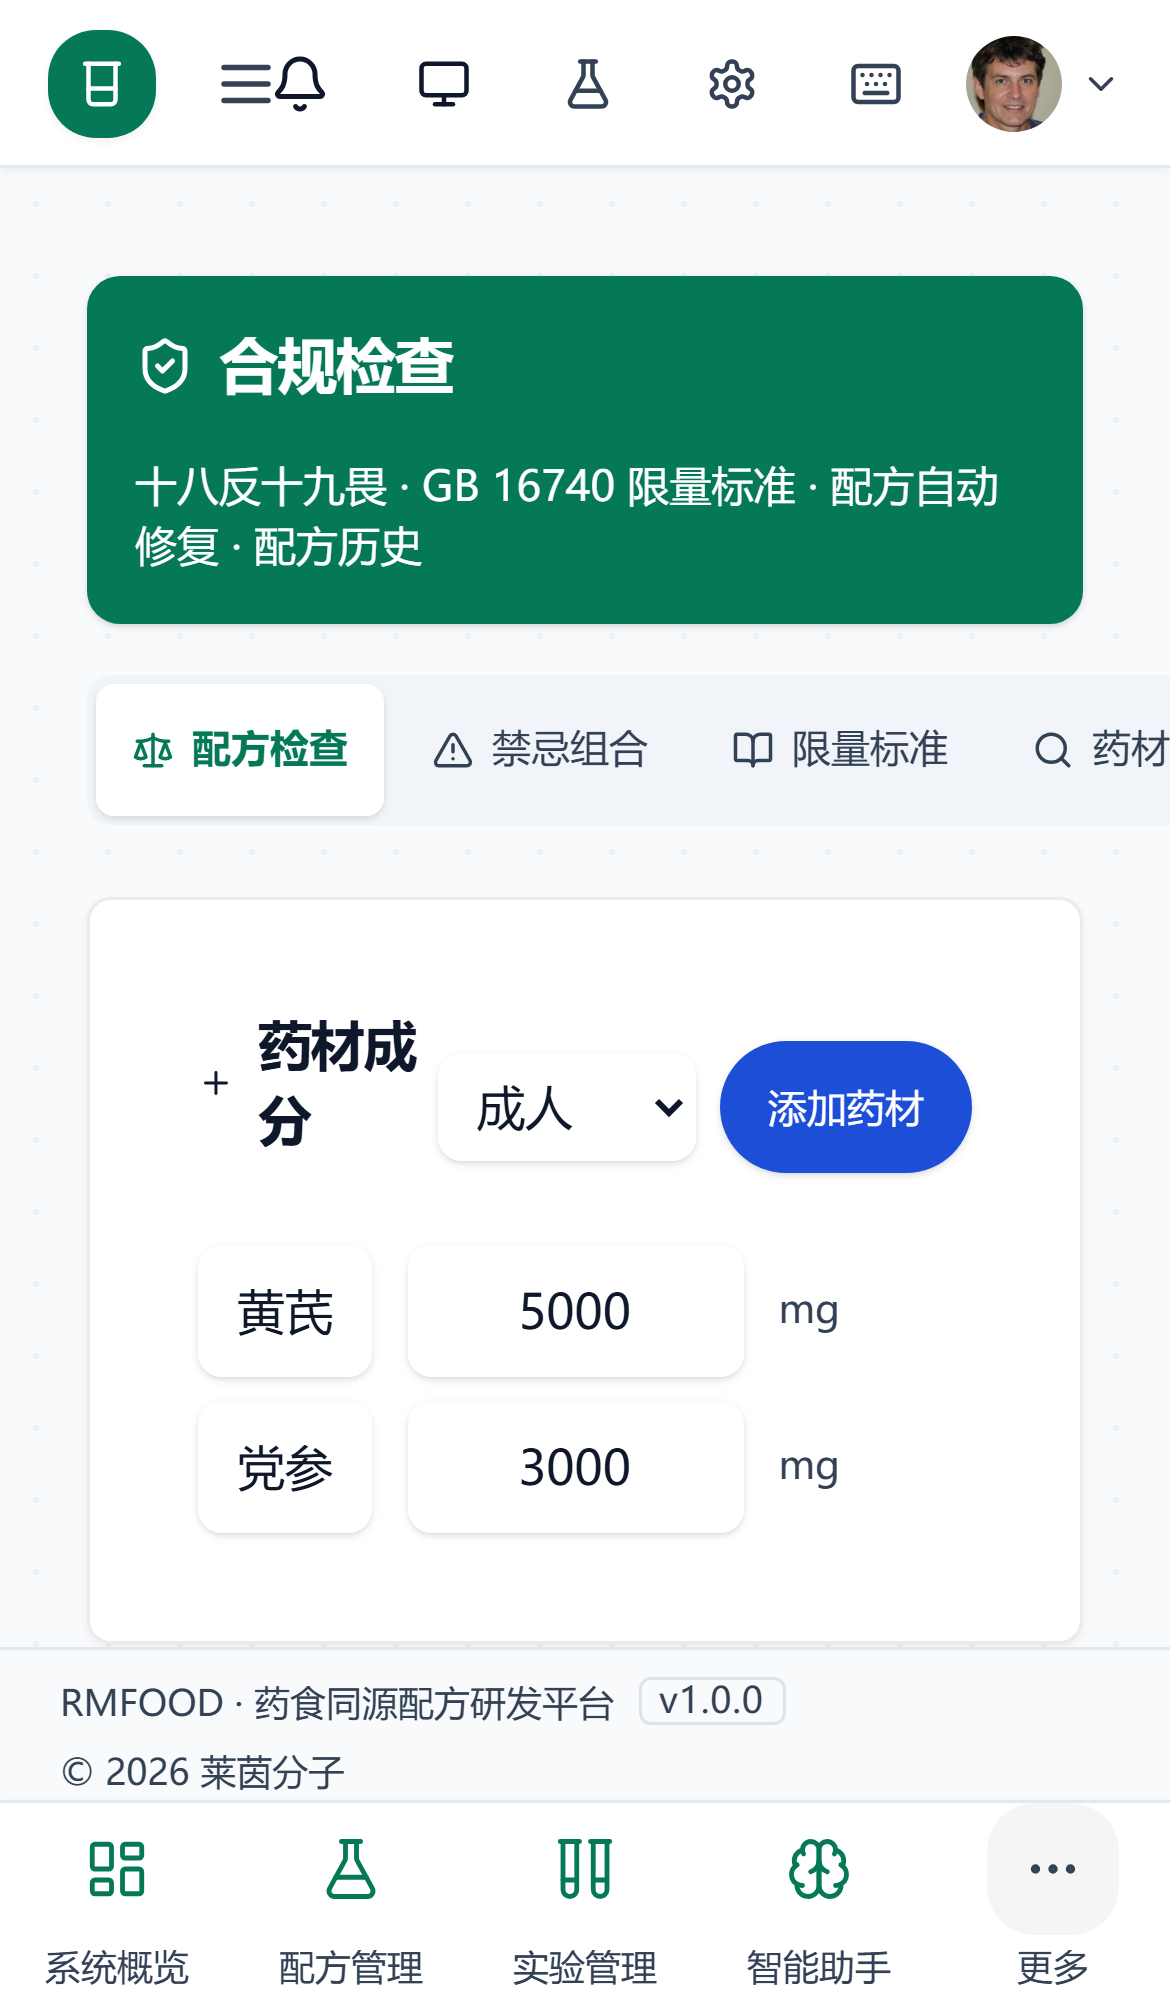 合规检查
十八反十九畏 · GB 16740 限量标准 · 配方自动
修复 · 配方历史
配方检查
禁忌组合
限量标准
药材
药材成
分
成人
添加药材
黄芪 5000 mg
党参 3000 mg
RMFOOD · 药食同源配方研发平台 v1.0.0
© 2026 莱茵分子
系统概览
配方管理
实验管理
智能助手
更多